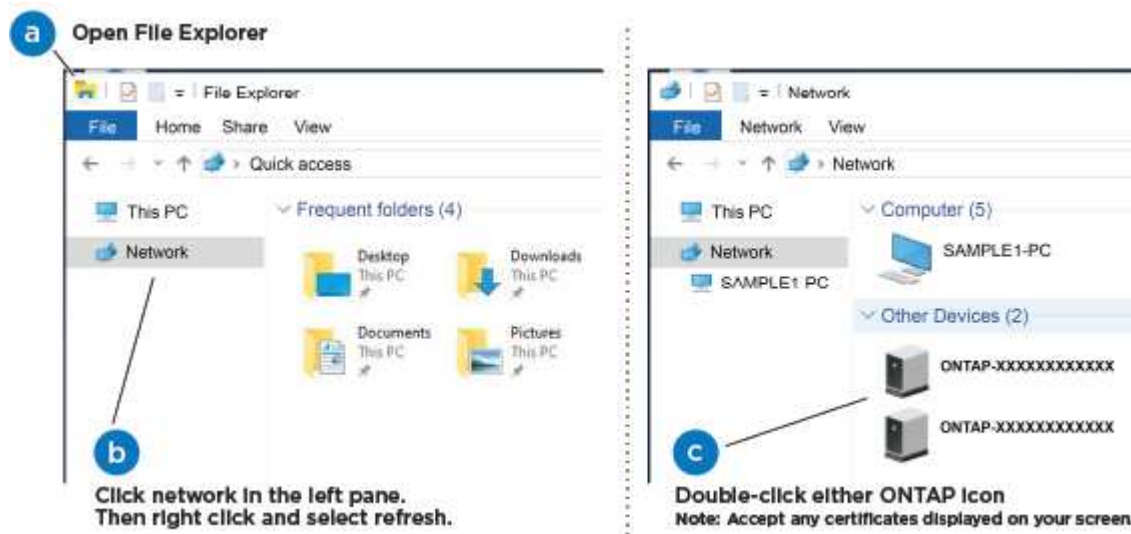 a Open File Explorer
File Explorer
File Home Share View
Quick access
This PC
Network
Frequent folders (4)
Desktop
This PC
Downloads
This PC
Documents
This PC
Pictures
This PC
b
Click network in the left pane.
Then right click and select refresh.
Network
File Network View
Network
This PC
Network
SAMPLE1 PC
Computer (5)
SAMPLE1-PC
Other Devices (2)
ONTAP-XXXXXXXXXXXX
ONTAP-XXXXXXXXXXXX
c
Double-click either ONTAP icon
Note: Accept any certificates displayed on your screen